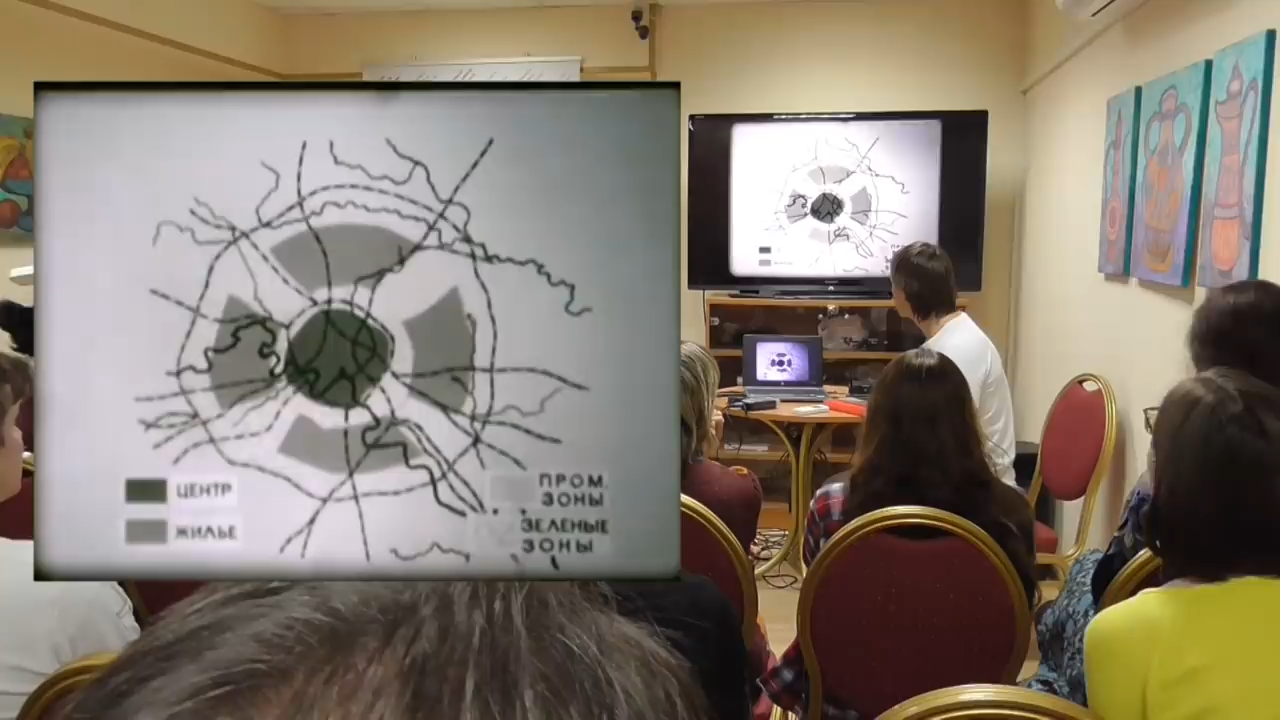 ЦЕНТР
ЖИЛЬЕ
ПРОМ.
ЗОНЫ
ЗЕЛЕНЫЕ
ЗОНЫ